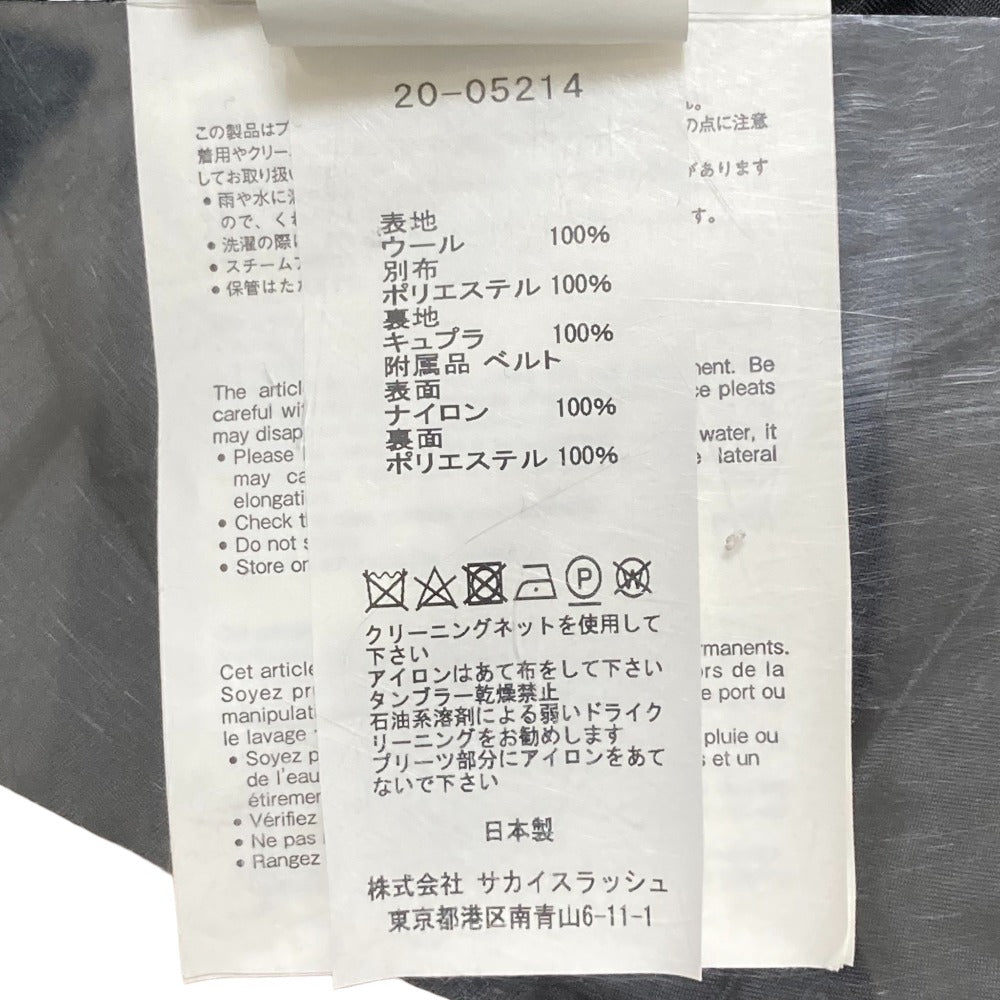 20-05214
表地
ウール 100%
別布
ポリエステル 100%
裏地
キュプラ 100%
附属品 ベルト
表面
ナイロン 100%
裏面
ポリエステル 100%
P
W
クリーニングネットを使用して
下さい
アイロンはあて布をして下さい
タンブラー乾燥禁止
石油系溶剤による弱いドライク
リーニングをお勧めします
プリーツ部分にアイロンをあて
ないで下さい
日本製
株式会社 サカイスラッシュ
東京都港区南青山6-11-1
この製品はプ
着用やクリー
してお取り扱い
の点に注意
があります
す。
• 雨や水に
ので、くれ
• 洗濯の際
• スチーム
• 保管はた
The articl
careful wi
may disap
• Please
may ca
elongati
• Check t
• Do not s
• Store or
ment. Be
ce pleats
water, it
lateral
Cet article
Soyez pr
manipulat
le lavage
• Soyez p
de l'eau
étiremer
• Vérifiez
• Ne pas
• Rangez
rmanents.
ors de la
e port ou
pluie ou
s et un